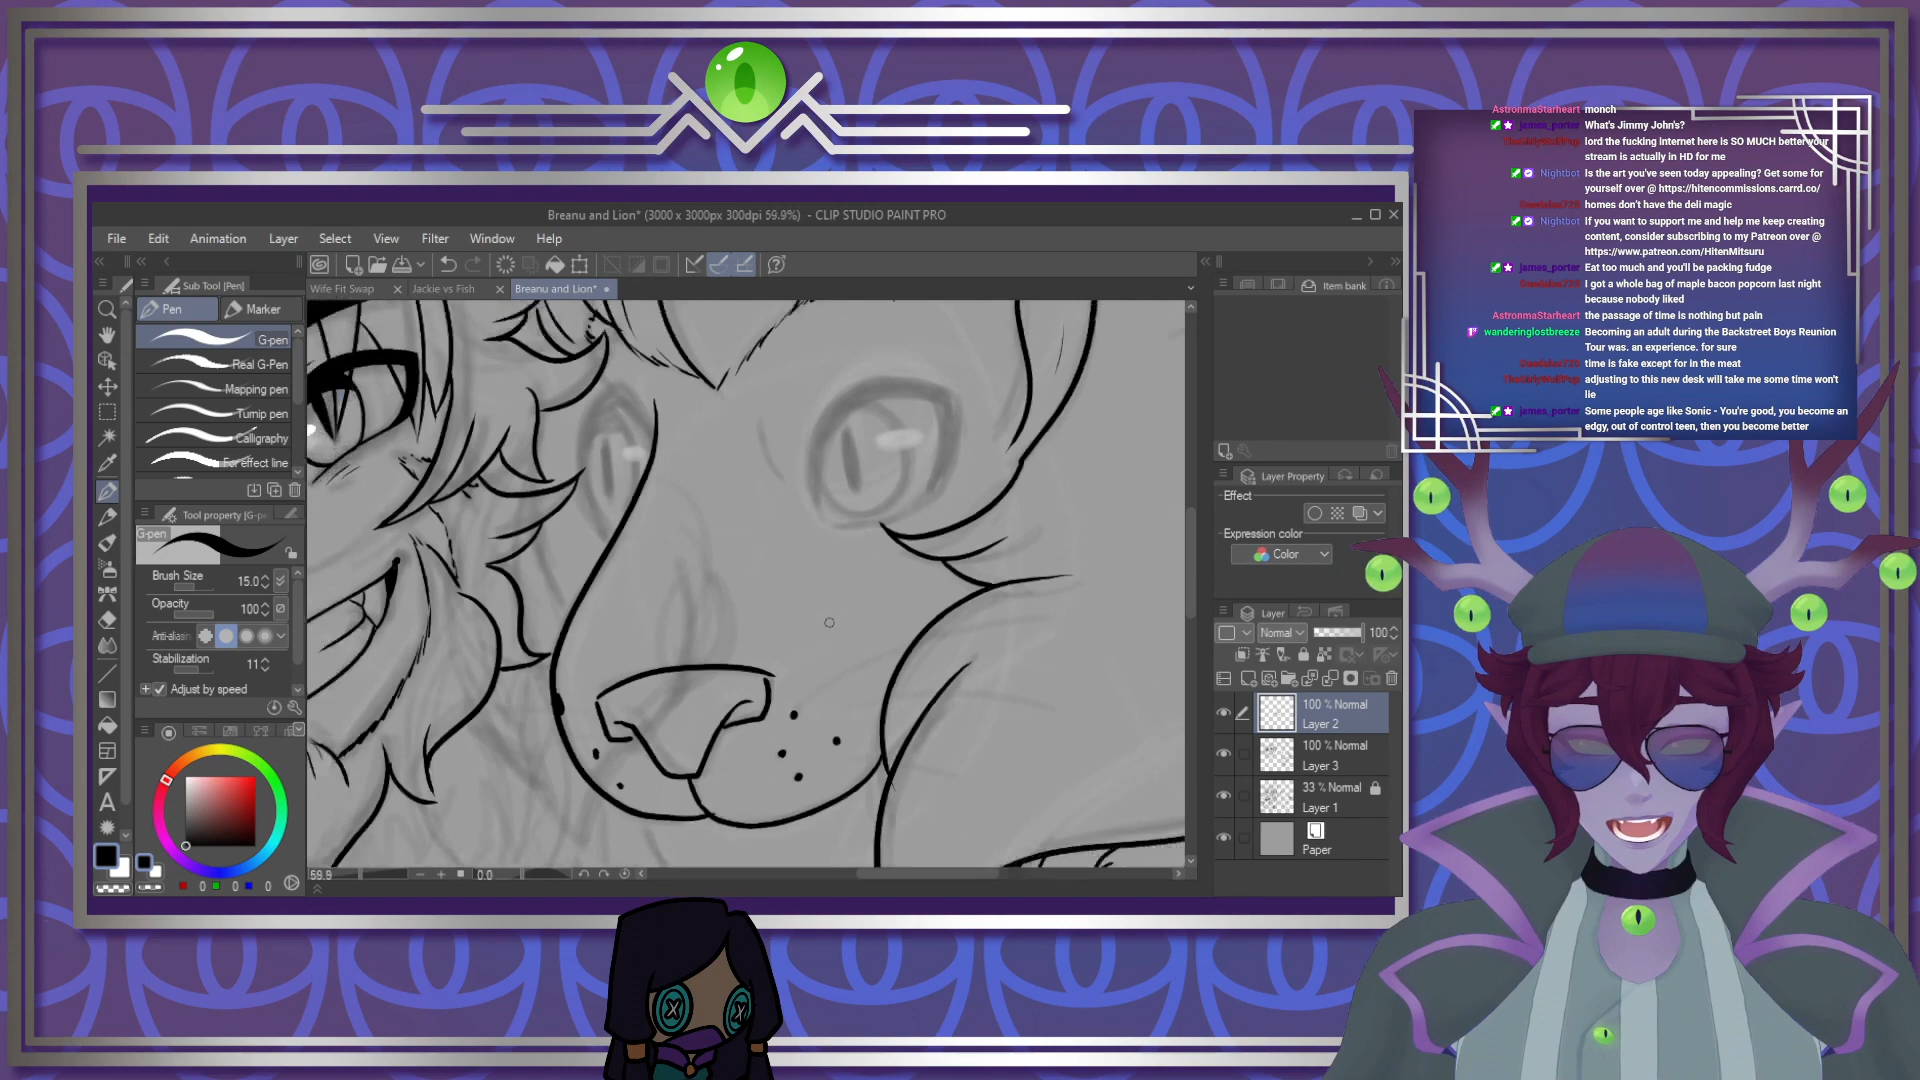 AstronmaStarheart monch
james_porter What's Jimmy John's?
TheGirlyWolfPup lord the fucking internet here is SO MUCH better your
stream is actually in HD for me
Nightbot Is the art you've seen today appealing? Get some for
yourself over @ https://hitencommissions.carrd.co/
homes don't have the deli magic
Nightbot If you want to support me and help me keep creating
content, consider subscribing to my Patreon over @
https://www.patreon.com/HitenMitsuru
james_porter Eat too much and you'll be packing fudge
I got a whole bag of maple bacon popcorn last night
because nobody liked
AstronmaStarheart the passage of time is nothing but pain
wanderinglostbreeze Becoming an adult during the Backstreet Boys Reunion
Tour was. an experience. for sure
time is fake except for in the meat
TheGirlyWolfPup adjusting to this new desk will take me some time won't
lie
james_porter Some people age like Sonic - You're good, you become an
edgy, out of control teen, then you become better
Breanu and Lion* (3000 x 3000px 300dpi 59.9%) - CLIP STUDIO PAINT PRO
File Edit Animation Layer Select View Filter Window Help
Sub Tool [Pen]
Wife Fit Swap Jackie vs Fish Breanu and Lion*
Item bank
Pen Marker
G-pen
Real G-Pen
Mapping pen
Turnip pen
Calligraphy
For effect line
Tool property [G-pe
G-pen
Brush Size 15.0
Opacity 100
Anti-aliasin
Stabilization 11
Adjust by speed
0 0 0
59.9 0.0
Layer Property
Effect
Expression color
Color
Layer
Normal 100
100 % Normal
Layer 2
100 % Normal
Layer 3
33 % Normal
Layer 1
Paper